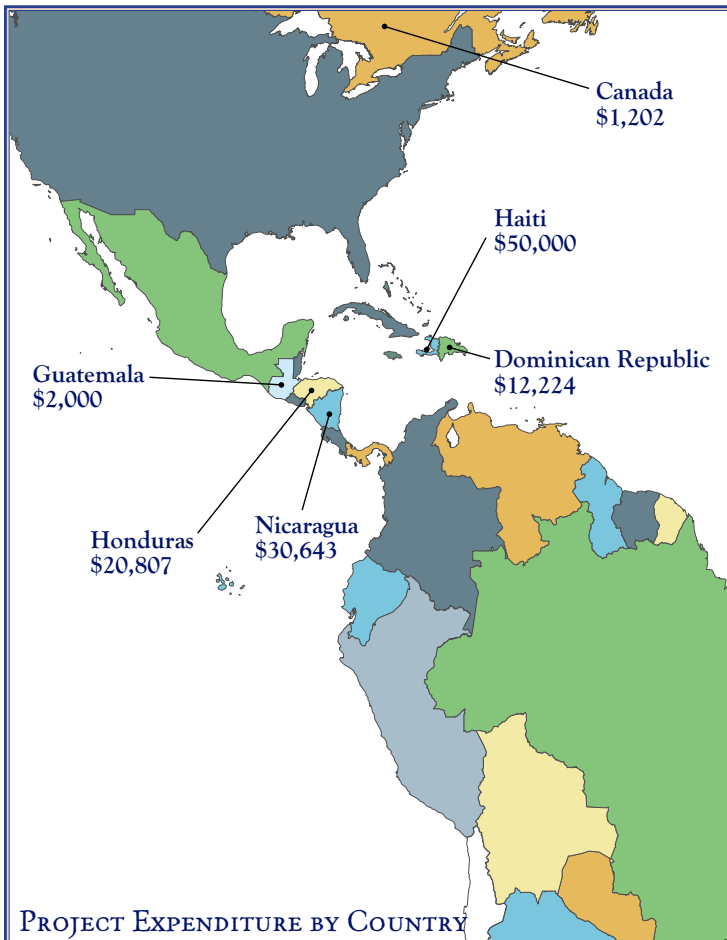 Canada
$1,202
Haiti
$50,000
Dominican Republic
$12,224
Guatemala
$2,000
Nicaragua
$30,643
Honduras
$20,807
Project Expenditure by Country